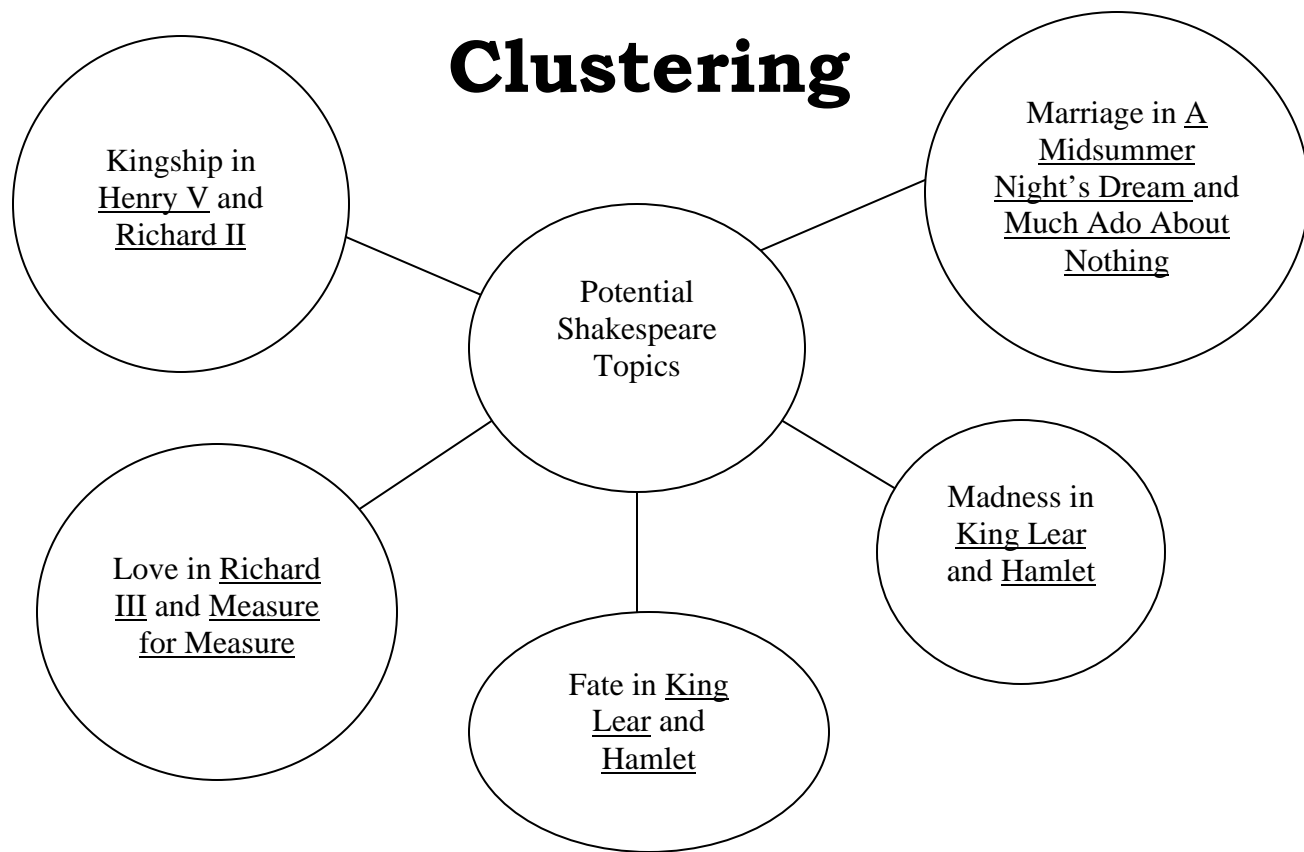 Clustering
Kingship in
Henry V and
Richard II
Marriage in A
Midsummer
Night’s Dream and
Much Ado About
Nothing
Potential
Shakespeare
Topics
Love in Richard
III and Measure
for Measure
Fate in King
Lear and
Hamlet
Madness in
King Lear
and Hamlet